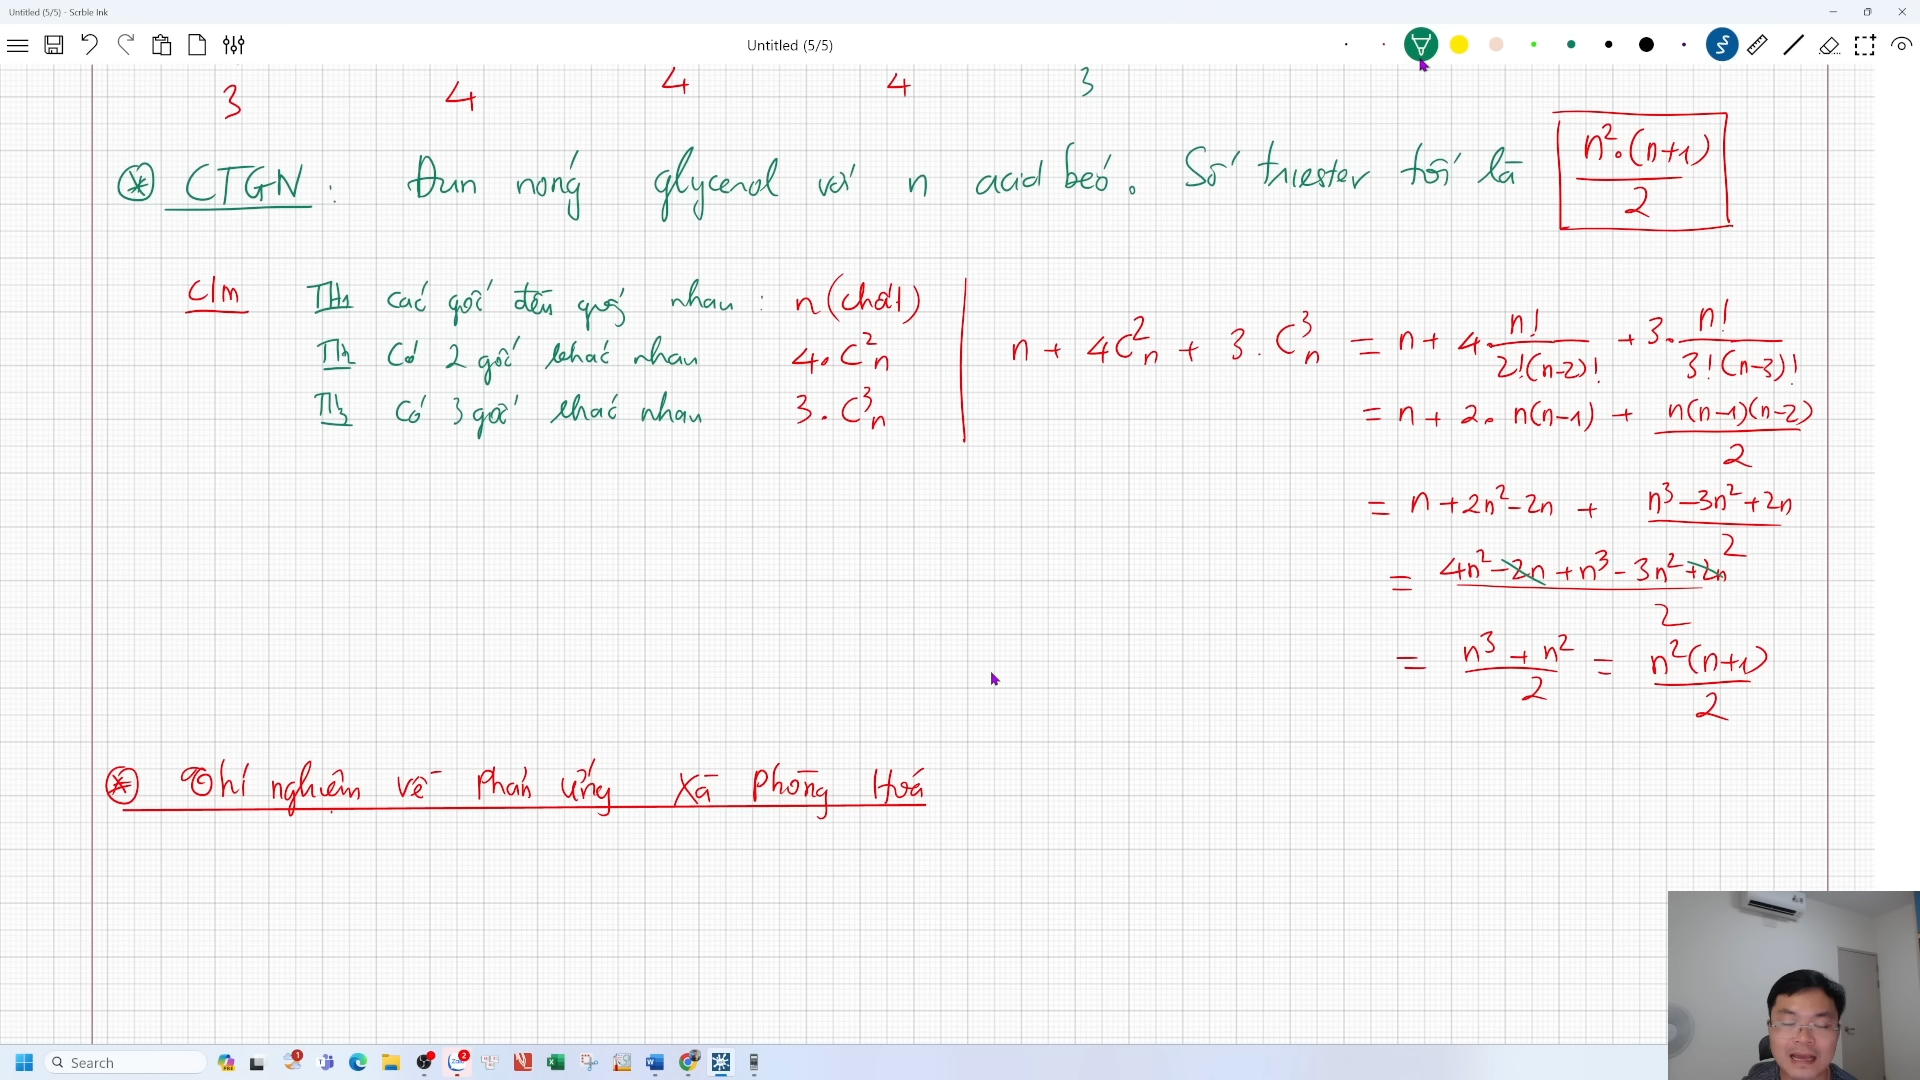 Untitled (5/5) - Scrble Ink
Untitled (5/5)
3 4 4 4 3
⊛ CTGN : Đun nóng glycerol với n acid béo. Số triester tối là n².(n+1)/2
C/m TH1 các gốc đều giống nhau : n (chất)
TH2 Có 2 gốc khác nhau 4.C²n
TH3 Có 3 gốc khác nhau 3.C³n
n + 4C²n + 3.C³n = n + 4.n!/2!(n-2)! + 3.n!/3!(n-3)!
= n + 2.n(n-1) + n(n-1)(n-2)/2
= n + 2n² - 2n + n³-3n²+2n/2
= 4n² - 2n + n³ - 3n² + 2n/2
= n³ + n²/2 = n²(n+1)/2
⊛ Thí nghiệm về Phản ứng Xà Phòng Hoá
Search